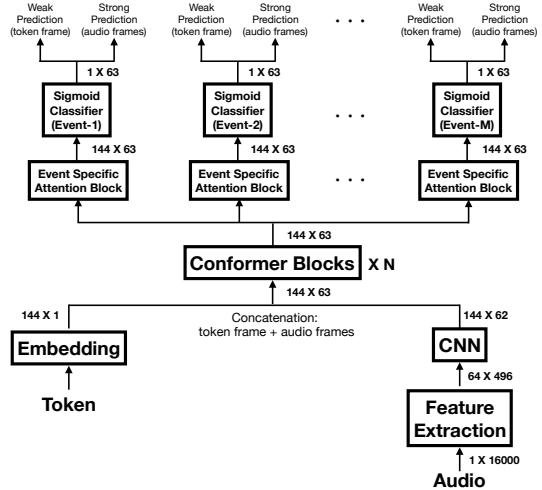 Weak Prediction (token frame)
Strong Prediction (audio frames)
Weak Prediction (token frame)
Strong Prediction (audio frames)
. . .
Weak Prediction (token frame)
Strong Prediction (audio frames)
1 X 63
1 X 63
1 X 63
Sigmoid Classifier (Event-1)
Sigmoid Classifier (Event-2)
. . .
Sigmoid Classifier (Event-M)
144 X 63
144 X 63
144 X 63
Event Specific Attention Block
Event Specific Attention Block
. . .
Event Specific Attention Block
144 X 63
Conformer Blocks
X N
144 X 63
144 X 1
Concatenation:
token frame + audio frames
144 X 62
Embedding
CNN
64 X 496
Token
Feature
Extraction
1 X 16000
Audio